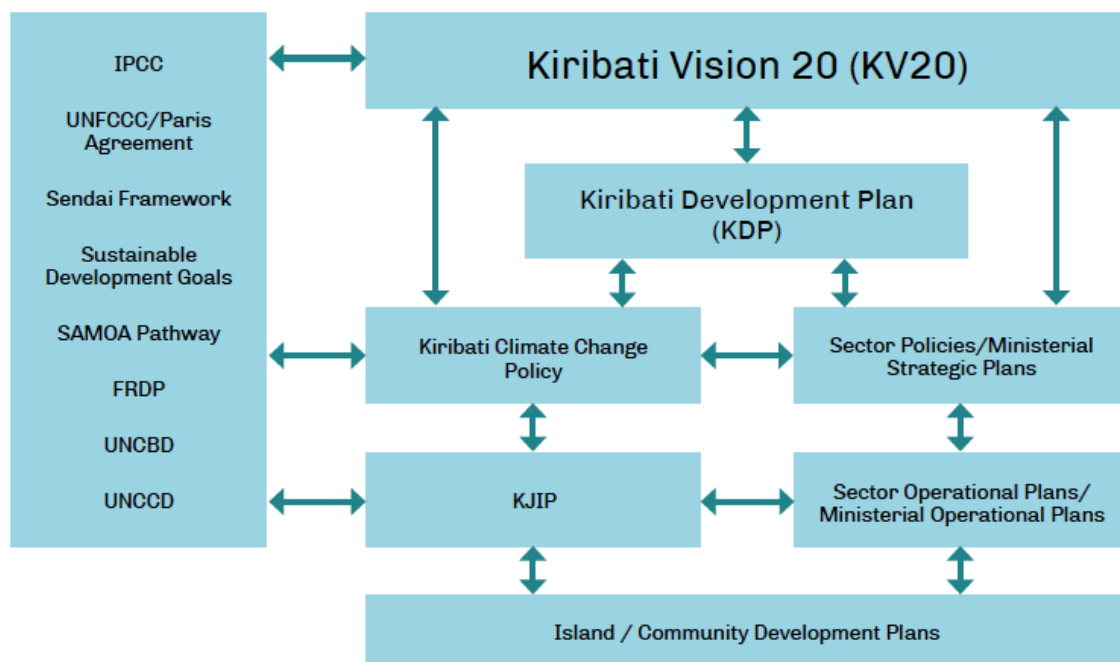 IPCC
UNFCCC/Paris
Agreement
Sendai Framework
Sustainable
Development Goals
SAMOA Pathway
FRDP
UNCBD
UNCCD
Kiribati Vision 20 (KV20)
Kiribati Development Plan
(KDP)
Kiribati Climate Change
Policy
Sector Policies/Ministerial
Strategic Plans
KJIP
Sector Operational Plans/
Ministerial Operational Plans
Island / Community Development Plans